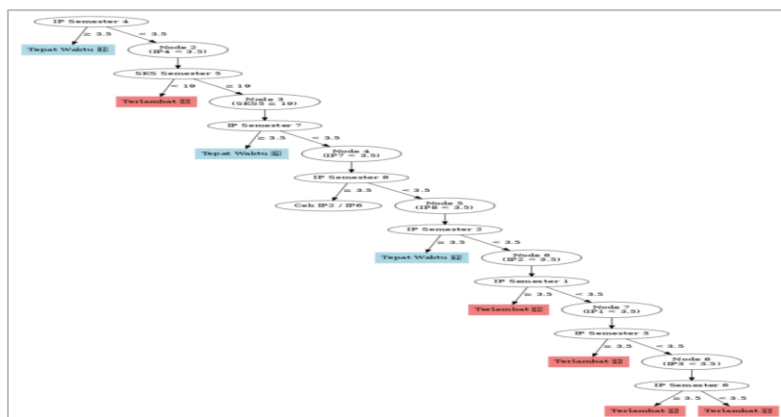 IP Semester 4
≥ 3.5
< 3.5
Tepat Waktu
Node 2
(IP4 < 3.5)
SKS Semester 5
< 19
≥ 19
Terlambat
Node 3
(SKS5 ≥ 19)
IP Semester 7
≥ 3.5
< 3.5
Tepat Waktu
Node 4
(IP7 < 3.5)
IP Semester 8
≥ 3.5
< 3.5
Cek IP2 / IP6
Node 5
(IP8 < 3.5)
IP Semester 2
≥ 3.5
< 3.5
Tepat Waktu
Node 6
(IP2 < 3.5)
IP Semester 1
≥ 3.5
< 3.5
Terlambat
Node 7
(IP1 < 3.5)
IP Semester 3
≥ 3.5
< 3.5
Terlambat
Node 8
(IP3 < 3.5)
IP Semester 6
≥ 3.5
< 3.5
Terlambat
Terlambat